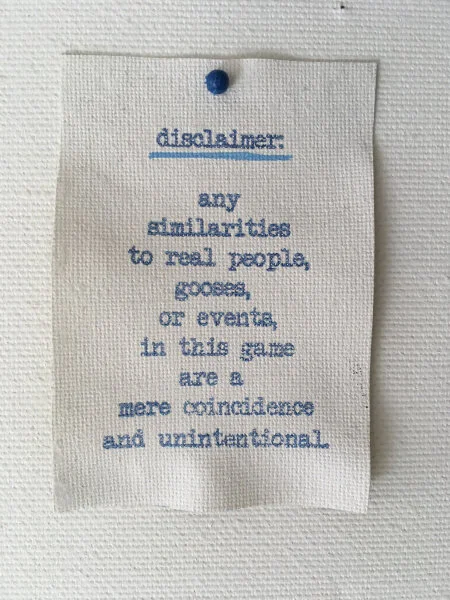 disclaimer:
any
similarities
to real people,
gooses,
or events,
in this game
are a
mere coincidence
and unintentional.